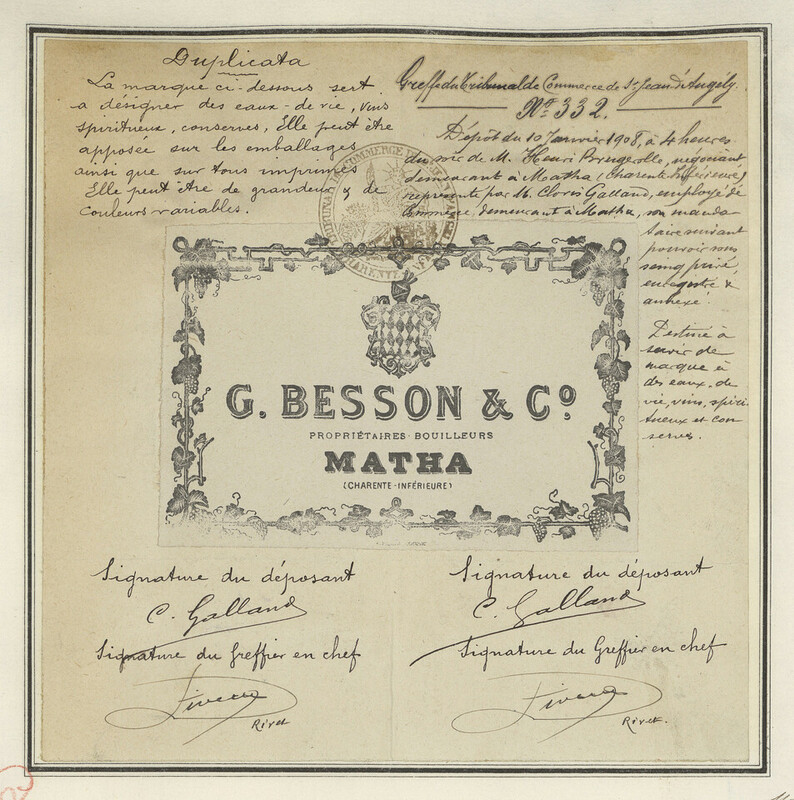 Duplicata
La marque ci-dessous sert
a désigner des eaux-de-vie, vins
spiritueux, conserves, Elle peut être
apposée sur les emballages
ainsi que sur tous imprimés
Elle peut être de grandeur & de
Couleurs variables.
Greffe du Tribunal de Commerce de St Jean d'Angély.
No 332.
Dépôt du 10 Janvier 1908, à 4 heures
du soir de M. Henri Brugerolle, négociant
demeurant à Matha (Charente Inférieure)
représenté par M. Clovis Galland, employé de
Commerce, demeurant à Matha, son manda-
taire suivant
pouvoir sous
seing privé,
enregistré &
annexé.
Destiné à
servir de
marque à
des eaux-de
vie, vins, spiri-
tueux et con
serves.
TRIBUNAL DE COMMERCE
CHARENTE
G. BESSON & Co
PROPRIÉTAIRES-BOUILLEURS
MATHA
(CHARENTE-INFÉRIEURE)
Signature du déposant
C. Galland
Signature du Greffier en chef
Rivet
Signature du déposant
C. Galland
Signature du Greffier en chef
Rivet.